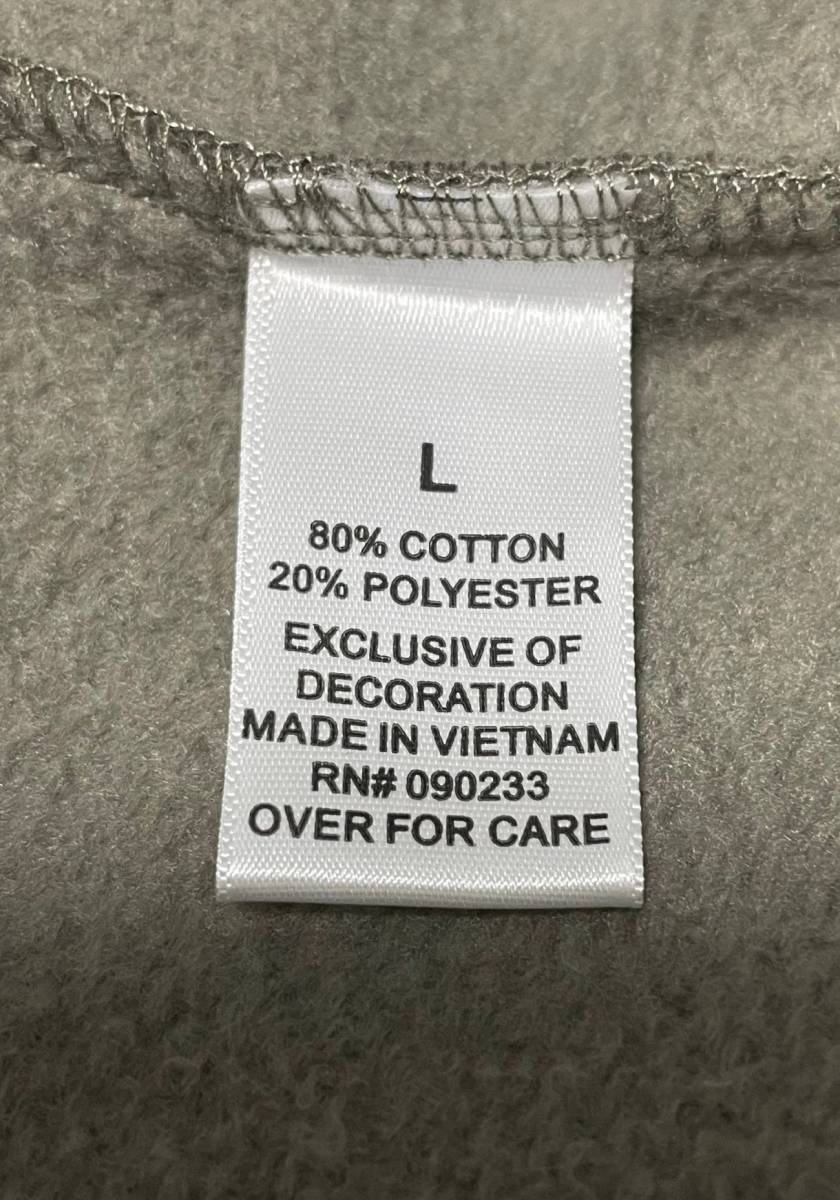 L
80% COTTON
20% POLYESTER
EXCLUSIVE OF
DECORATION
MADE IN VIETNAM
RN# 090233
OVER FOR CARE